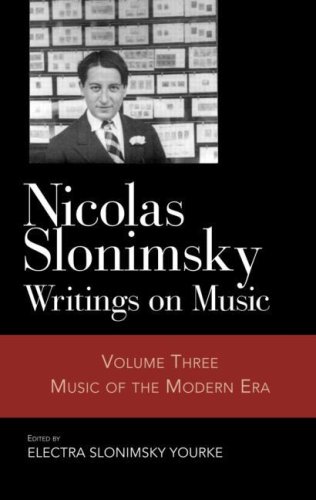 Nicolas
Slonimsky
Writings on Music
Volume Three
Music of the Modern Era
Edited by
Electra Slonimsky Yourke